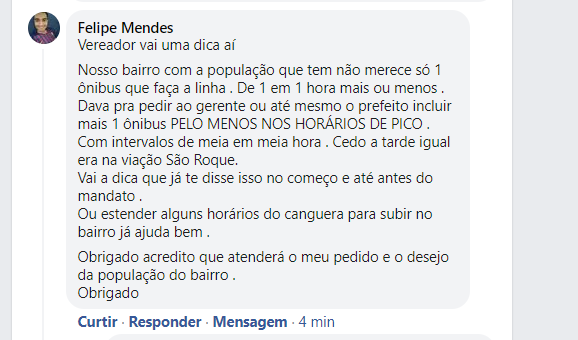 Felipe Mendes
Vereador vai uma dica aí
Nosso bairro com a população que tem não merece só 1
ônibus que faça a linha . De 1 em 1 hora mais ou menos .
Dava pra pedir ao gerente ou até mesmo o prefeito incluir
mais 1 ônibus PELO MENOS NOS HORÁRIOS DE PICO .
Com intervalos de meia em meia hora . Cedo a tarde igual
era na viação São Roque.
Vai a dica que já te disse isso no começo e até antes do
mandato .
Ou estender alguns horários do canguera para subir no
bairro já ajuda bem .
Obrigado acredito que atenderá o meu pedido e o desejo
da população do bairro .
Obrigado
Curtir · Responder · Mensagem · 4 min